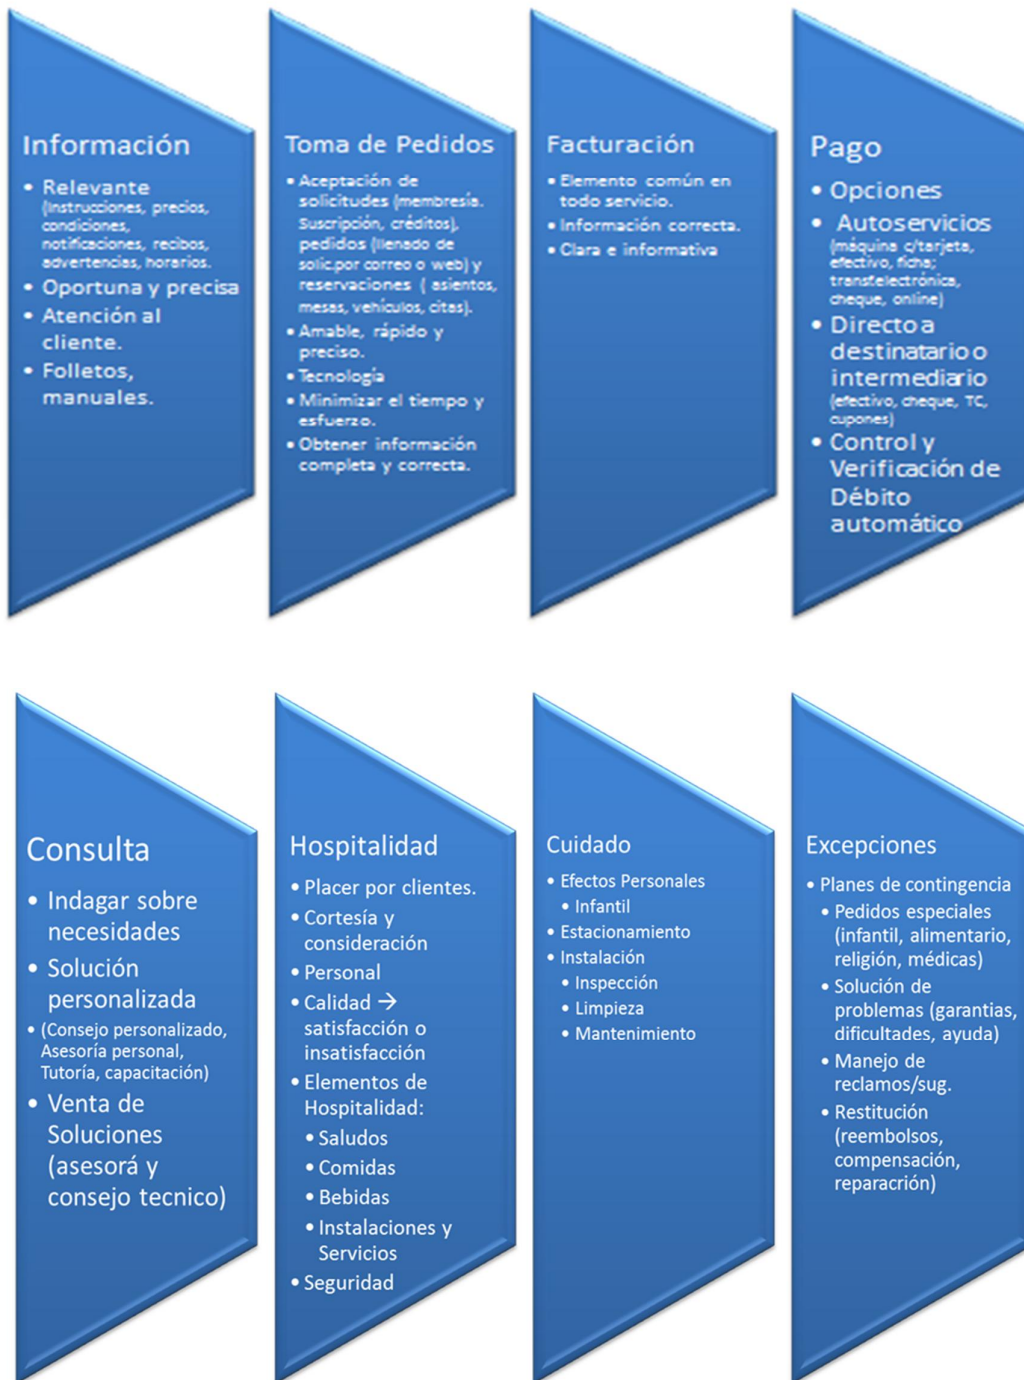 Información
• Relevante
(Instrucciones, precios,
condiciones,
notificaciones, recibos,
advertencias, horarios.
• Oportuna y precisa
• Atención al
cliente.
• Folletos,
manuales.
Toma de Pedidos
• Aceptación de
solicitudes (membresía.
Suscripción, créditos),
pedidos (llenado de
solic.por correo o web) y
reservaciones ( asientos,
mesas, vehículos, citas).
• Amable, rápido y
preciso.
• Tecnología
• Minimizar el tiempo y
esfuerzo.
• Obtener información
completa y correcta.
Facturación
• Elemento común en
todo servicio.
• Información correcta.
• Clara e informativa
Pago
• Opciones
• Autoservicios
(máquina c/tarjeta,
efectivo, ficha;
transfelectrónica,
cheque, online)
• Directo a
destinatario o
intermediario
(efectivo, cheque, TC,
cupones)
• Control y
Verificación de
Débito
automático
Consulta
• Indagar sobre
necesidades
• Solución
personalizada
• (Consejo personalizado,
Asesoría personal,
Tutoría, capacitación)
• Venta de
Soluciones
(asesorá y
consejo tecnico)
Hospitalidad
• Placer por clientes.
• Cortesía y
consideración
• Personal
• Calidad →
satisfacción o
insatisfacción
• Elementos de
Hospitalidad:
• Saludos
• Comidas
• Bebidas
• Instalaciones y
Servicios
• Seguridad
Cuidado
• Efectos Personales
• Infantil
• Estacionamiento
• Instalación
• Inspección
• Limpieza
• Mantenimiento
Excepciones
• Planes de contingencia
• Pedidos especiales
(infantil, alimentario,
religión, médicas)
• Solución de
problemas (garantias,
dificultades, ayuda)
• Manejo de
reclamos/sug.
• Restitución
(reembolsos,
compensación,
reparacrión)